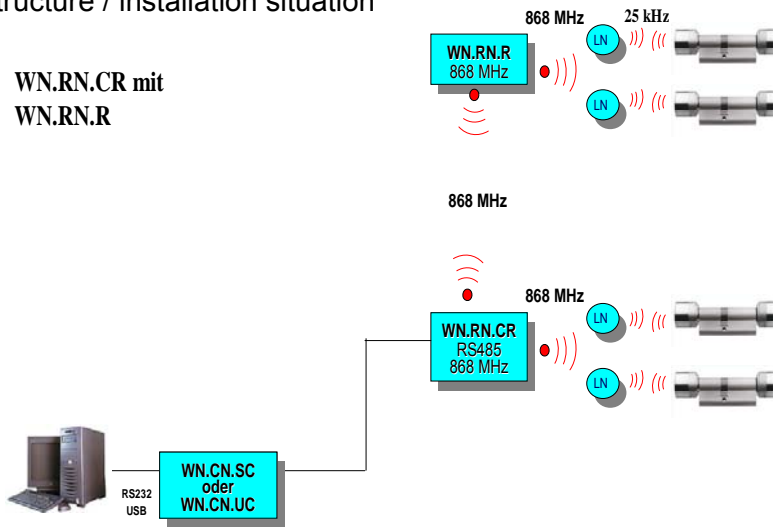 tructure / installation situation
WN.RN.CR mit
WN.RN.R
868 MHz
25 kHz
WN.RN.R
868 MHz
LN
LN
868 MHz
868 MHz
WN.RN.CR
RS485
868 MHz
LN
LN
RS232
USB
WN.CN.SC
oder
WN.CN.UC